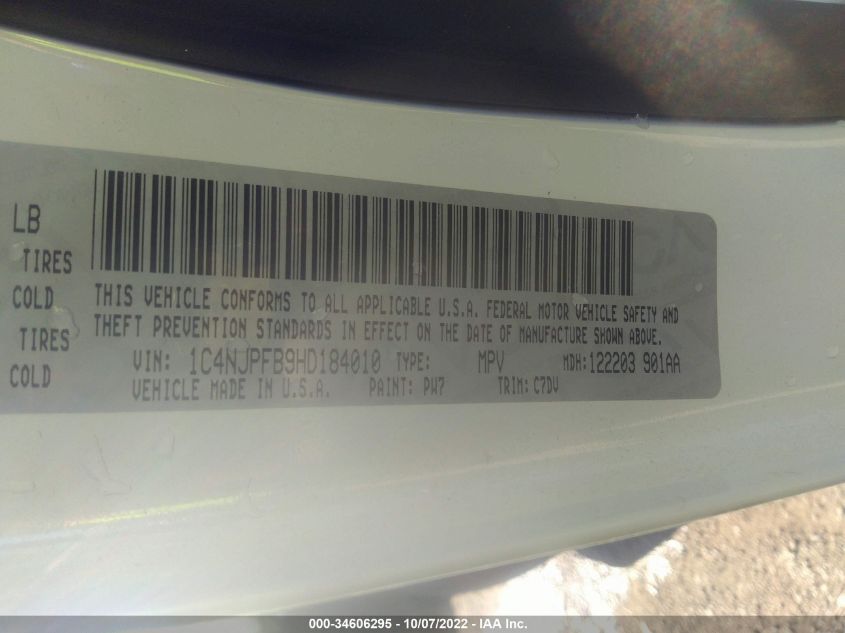 LB
TIRES
COLD
TIRES
COLD
THIS VEHICLE CONFORMS TO ALL APPLICABLE U.S.A. FEDERAL MOTOR VEHICLE SAFETY AND
THEFT PREVENTION STANDARDS IN EFFECT ON THE DATE OF MANUFACTURE SHOWN ABOVE.
VIN: 1C4NJPFB9HD184010 TYPE: MPV MDH:122203 901AA
VEHICLE MADE IN U.S.A. PAINT: PW7 TRIM: C7DV
000-34606295 - 10/07/2022 - IAA Inc.